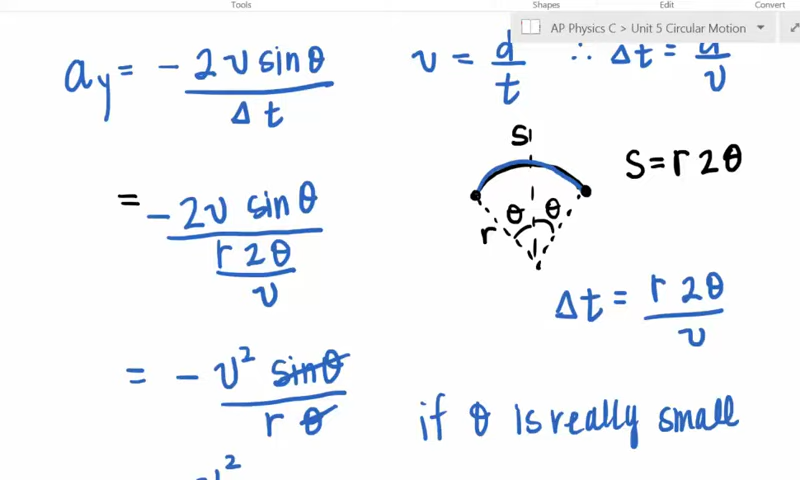 Tools Shapes Edit Convert
AP Physics C > Unit 5 Circular Motion
ay = - 2v sinθ / Δt
v = d / t ∴ Δt = d / v
S
S = r 2θ
θ θ
r
= - 2v sinθ / (r 2θ / v)
Δt = r 2θ / v
= - v² sinθ / r θ
if θ is really small